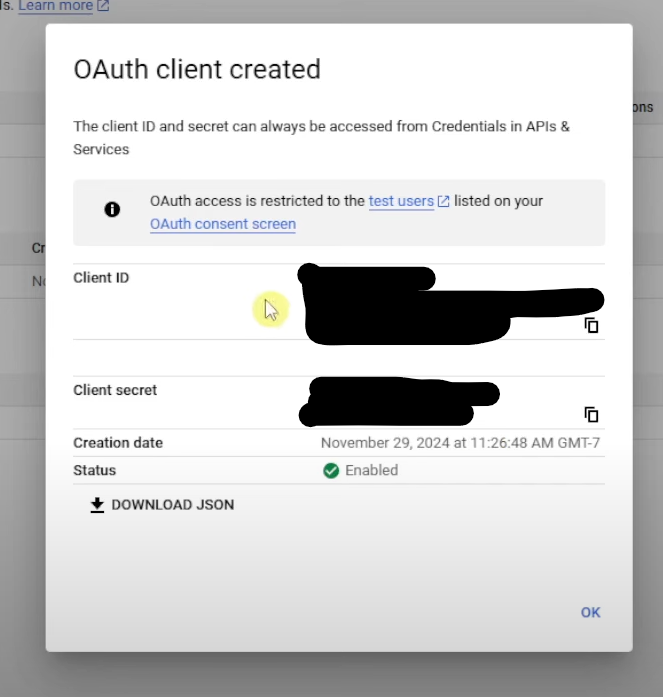 ls. Learn more
ons
OAuth client created
The client ID and secret can always be accessed from Credentials in APIs &
Services
OAuth access is restricted to the test users listed on your
OAuth consent screen
Cr
No
Client ID
Client secret
Creation date November 29, 2024 at 11:26:48 AM GMT-7
Status Enabled
DOWNLOAD JSON
OK